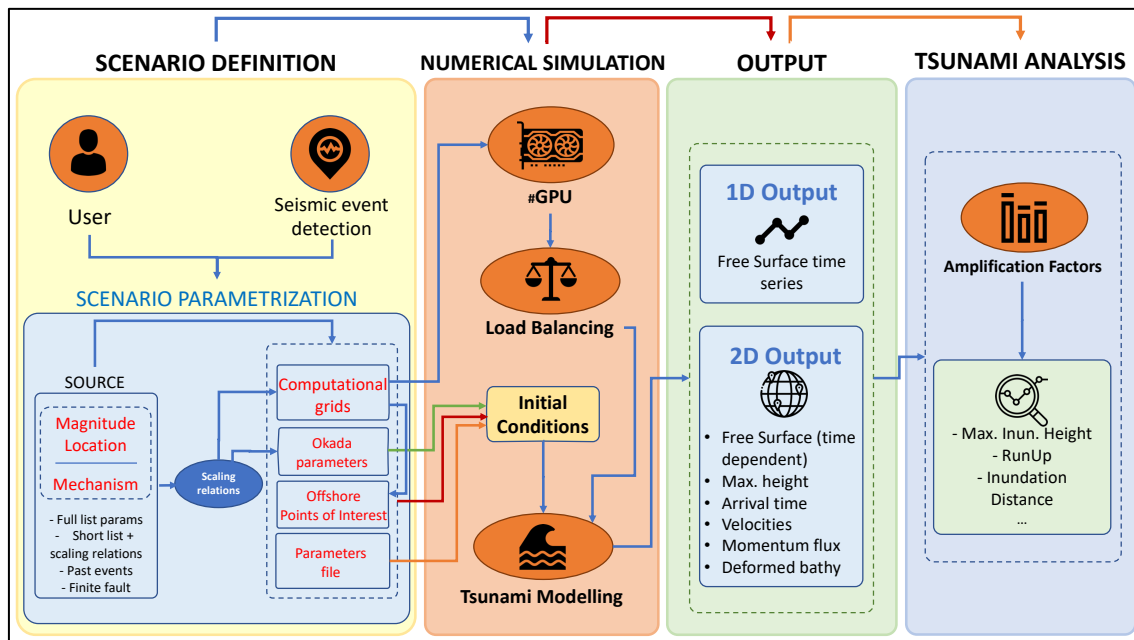 SCENARIO DEFINITION
NUMERICAL SIMULATION
OUTPUT
TSUNAMI ANALYSIS
User
Seismic event
detection
SCENARIO PARAMETRIZATION
SOURCE
Magnitude
Location
Mechanism
- Full list params
- Short list +
scaling relations
- Past events
- Finite fault
Scaling
relations
Computational
grids
Okada
parameters
Offshore
Points of Interest
Parameters
file
#GPU
Load Balancing
Initial
Conditions
Tsunami Modelling
1D Output
Free Surface time
series
2D Output
• Free Surface (time
dependent)
• Max. height
• Arrival time
• Velocities
• Momentum flux
• Deformed bathy
Amplification Factors
- Max. Inun. Height
- RunUp
- Inundation
Distance
...